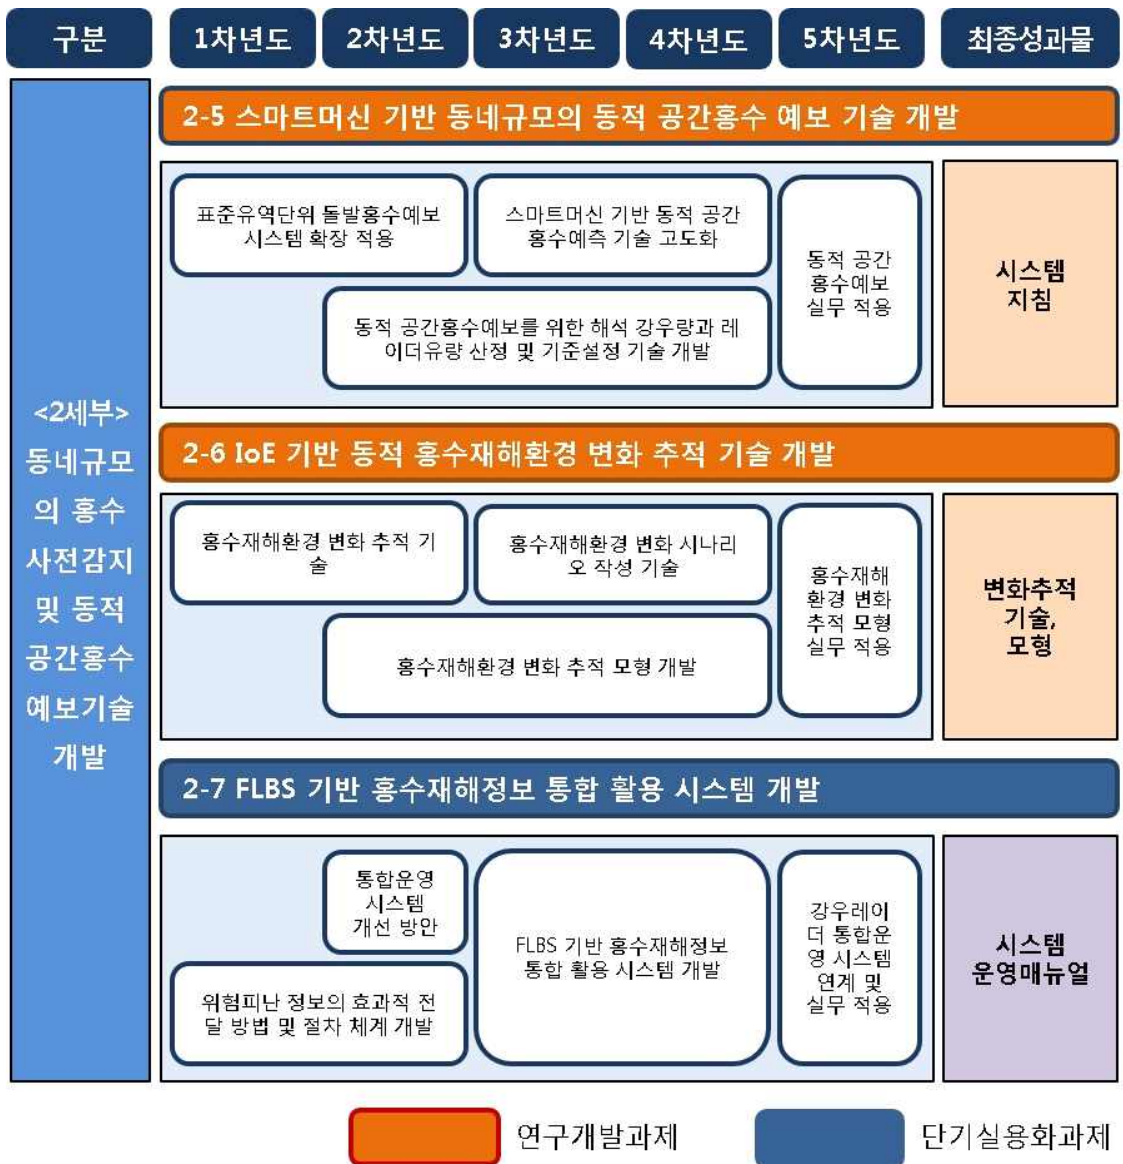 구분
1차년도
2차년도
3차년도
4차년도
5차년도
최종성과물
<2세부>
동네규모
의 홍수
사전감지
및 동적
공간홍수
예보기술
개발
2-5 스마트머신 기반 동네규모의 동적 공간홍수 예보 기술 개발
표준유역단위 돌발홍수예보
시스템 확장 적용
스마트머신 기반 동적 공간
홍수예측 기술 고도화
동적 공간홍수예보를 위한 해석 강우량과 레
이더유량 산정 및 기준설정 기술 개발
동적 공간
홍수예보
실무 적용
시스템
지침
2-6 IoE 기반 동적 홍수재해환경 변화 추적 기술 개발
홍수재해환경 변화 추적 기
술
홍수재해환경 변화 시나리
오 작성 기술
홍수재해환경 변화 추적 모형 개발
홍수재해
환경 변화
추적 모형
실무 적용
변화추적
기술,
모형
2-7 FLBS 기반 홍수재해정보 통합 활용 시스템 개발
통합운영
시스템
개선 방안
위험피난 정보의 효과적 전
달 방법 및 절차 체계 개발
FLBS 기반 홍수재해정보
통합 활용 시스템 개발
강우레이
더 통합운
영 시스템
연계 및
실무 적용
시스템
운영매뉴얼
연구개발과제
단기실용화과제